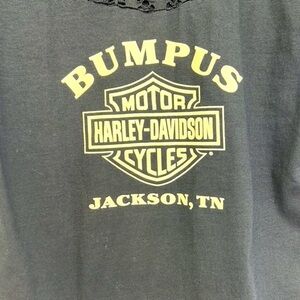 BUMPUS
MOTOR
HARLEY-DAVIDSON
CYCLES
JACKSON, TN